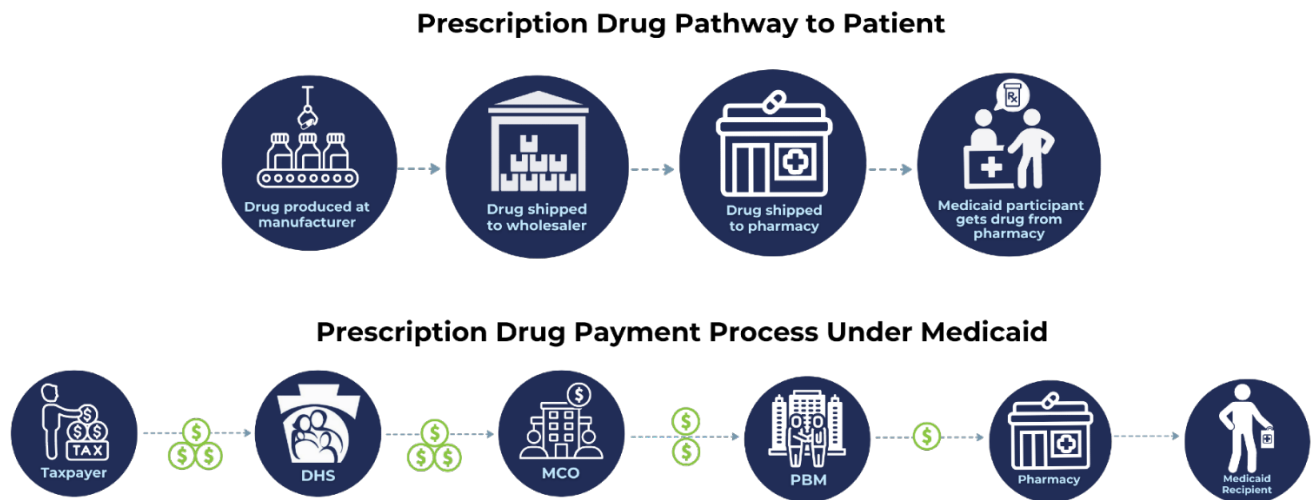 Prescription Drug Pathway to Patient
Rx
Drug produced at
manufacturer
Drug shipped
to wholesaler
Drug shipped
to pharmacy
Medicaid participant
gets drug from
pharmacy
Prescription Drug Payment Process Under Medicaid
$
$ $
TAX
Taxpayer
$
$ $
DHS
$
$ $
$
MCO
$
$
PBM
$
Pharmacy
Medicaid
Recipient